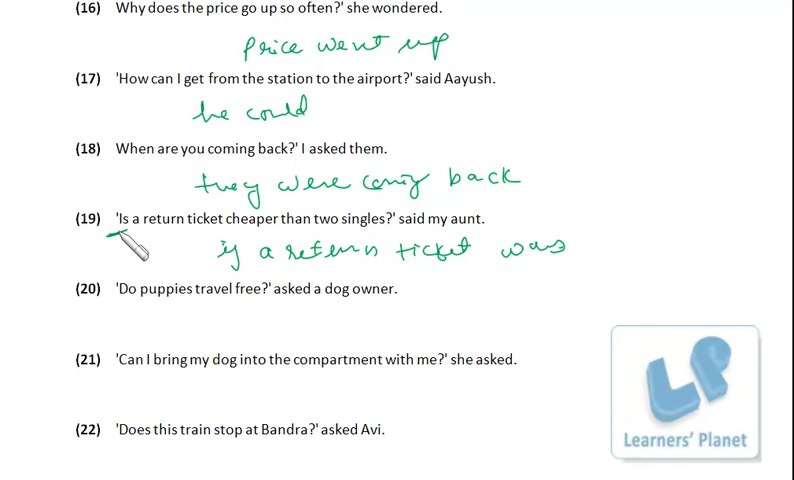 (16) Why does the price go up so often?' she wondered.
price went up
(17) 'How can I get from the station to the airport?' said Aayush.
he could
(18) When are you coming back?' I asked them.
they were coming back
(19) 'Is a return ticket cheaper than two singles?' said my aunt.
if a return ticket was
(20) 'Do puppies travel free?' asked a dog owner.
(21) 'Can I bring my dog into the compartment with me?' she asked.
(22) 'Does this train stop at Bandra?' asked Avi.
LP
Learners' Planet